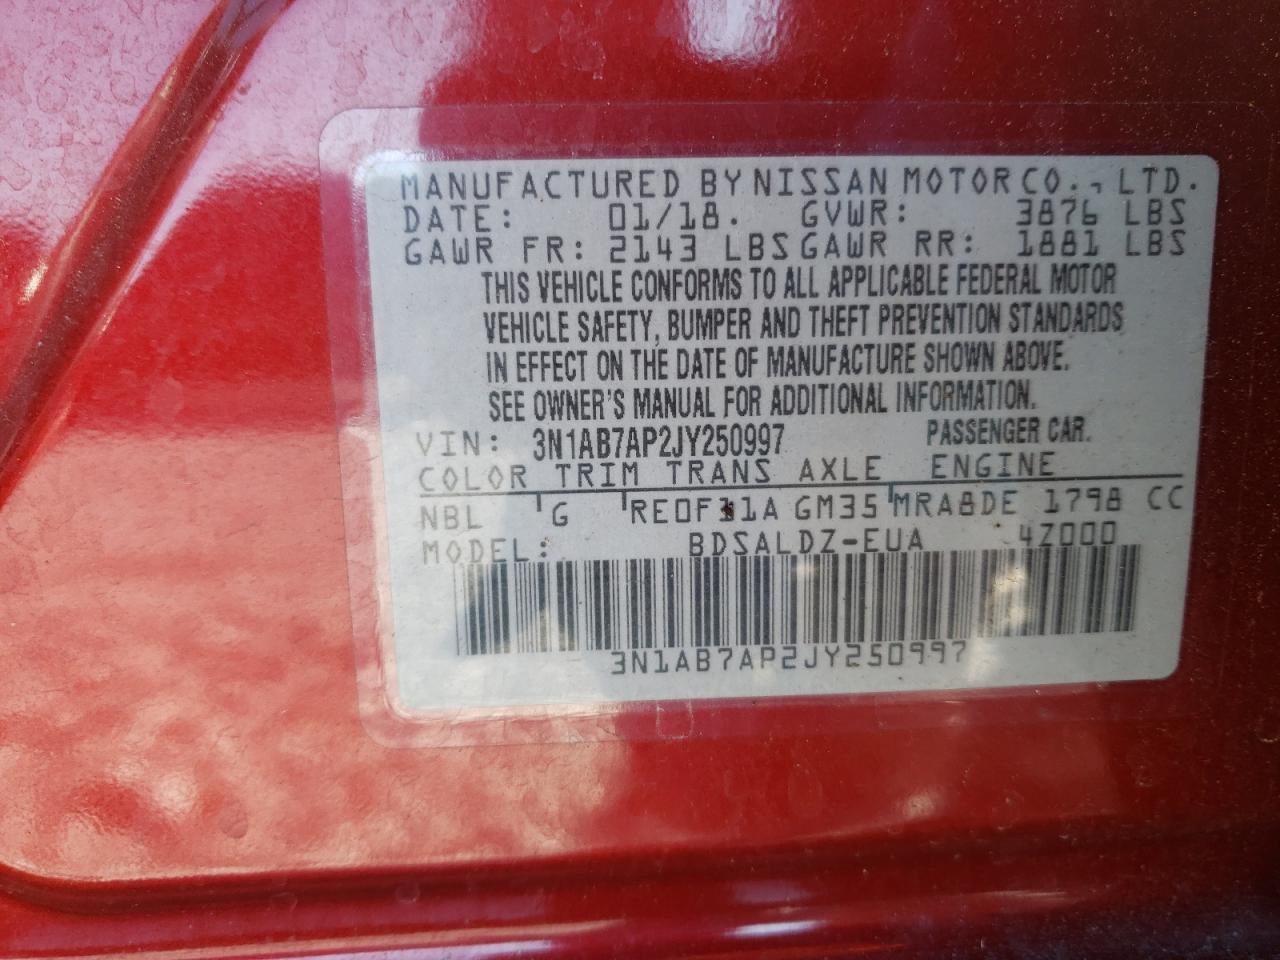 MANUFACTURED BY NISSAN MOTOR CO., LTD.
DATE: 01/18. GVWR: 3876 LBS
GAWR FR: 2143 LBS GAWR RR: 1881 LBS
THIS VEHICLE CONFORMS TO ALL APPLICABLE FEDERAL MOTOR
VEHICLE SAFETY, BUMPER AND THEFT PREVENTION STANDARDS
IN EFFECT ON THE DATE OF MANUFACTURE SHOWN ABOVE.
SEE OWNER'S MANUAL FOR ADDITIONAL INFORMATION.
VIN: 3N1AB7AP2JY250997 PASSENGER CAR.
COLOR TRIM TRANS AXLE ENGINE
NBL G RE0F11A GM35 MRA8DE 1798 CC
MODEL: BDSALDZ-EUA 4Z000
3N1AB7AP2JY250997